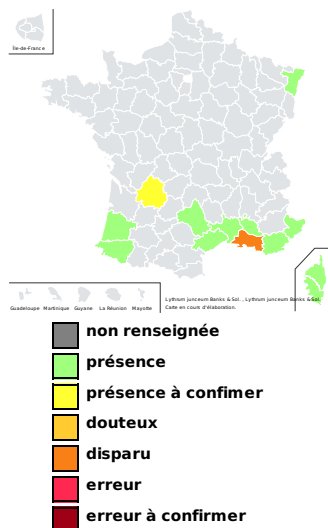 Île-de-France
Guadeloupe Martinique Guyane La Réunion Mayotte
Lythrum junceum Banks & Sol. , Lythrum junceum Banks & Sol.
Carte en cours d'élaboration.
non renseignée
présence
présence à confimer
douteux
disparu
erreur
erreur à confirmer